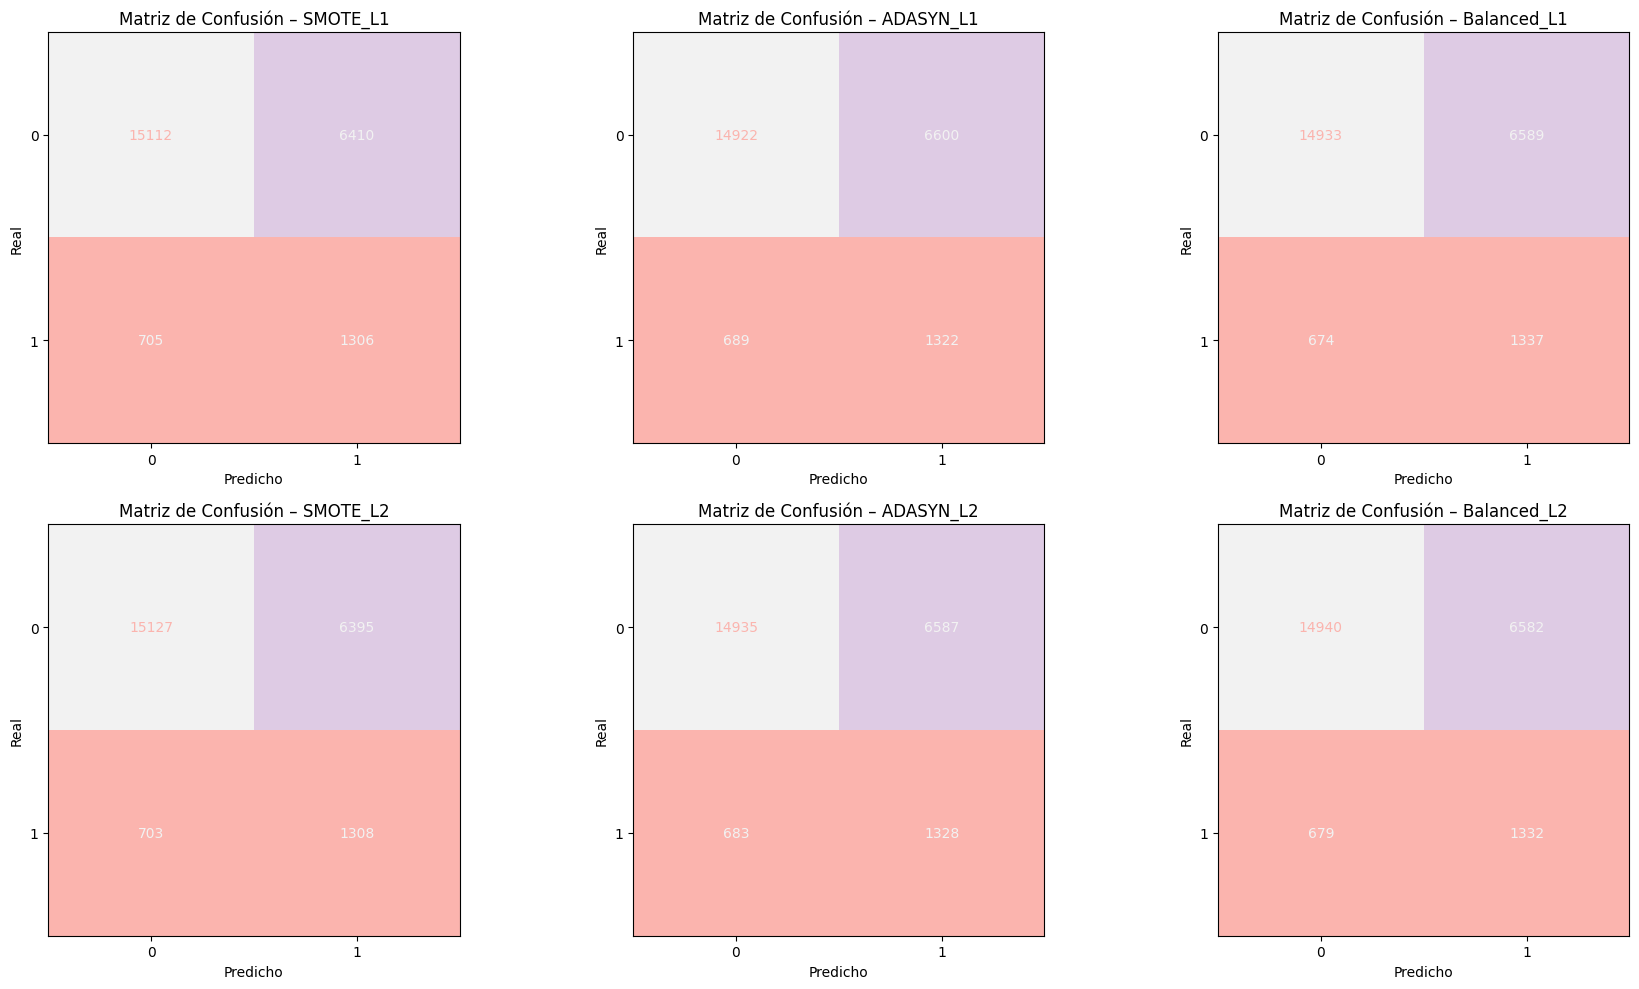 Matriz de Confusión – SMOTE_L1
0
15112
6410
Real
1
705
1306
0
1
Predicho
Matriz de Confusión – ADASYN_L1
0
14922
6600
Real
1
689
1322
0
1
Predicho
Matriz de Confusión – Balanced_L1
0
14933
6589
Real
1
674
1337
0
1
Predicho
Matriz de Confusión – SMOTE_L2
0
15127
6395
Real
1
703
1308
0
1
Predicho
Matriz de Confusión – ADASYN_L2
0
14935
6587
Real
1
683
1328
0
1
Predicho
Matriz de Confusión – Balanced_L2
0
14940
6582
Real
1
679
1332
0
1
Predicho